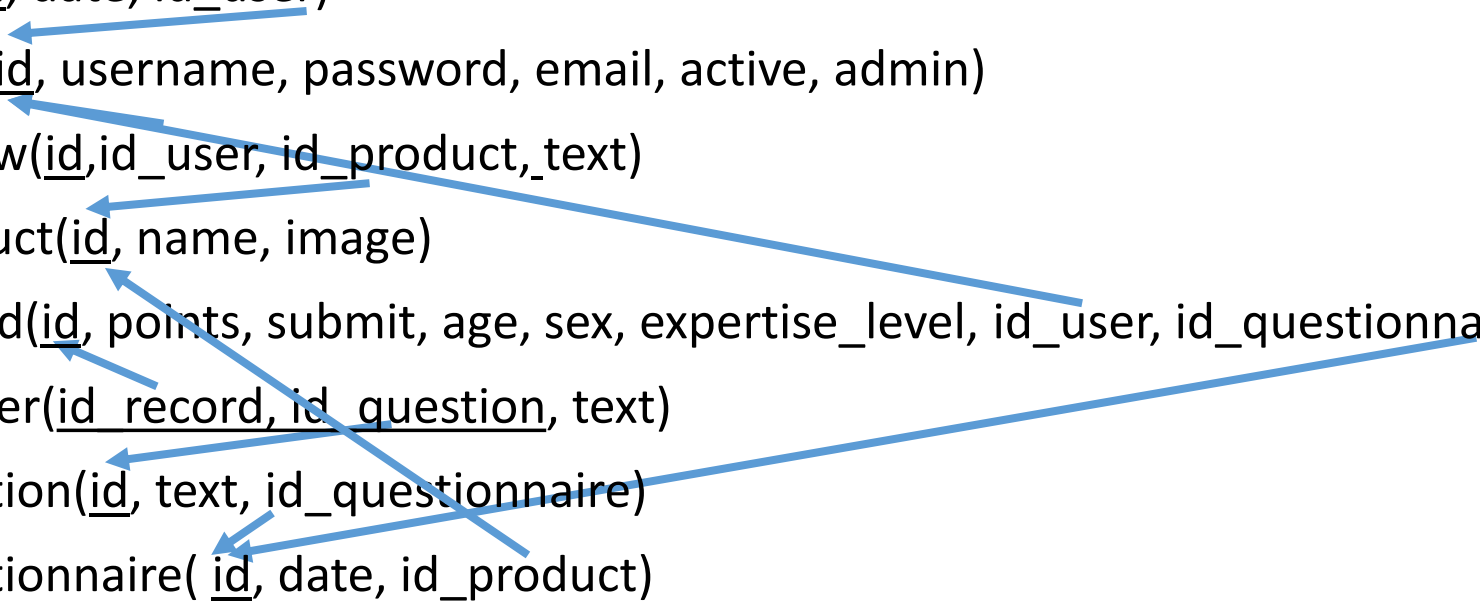 date, id_user)
id, username, password, email, active, admin)
w(id,id_user, id_product, text)
uct(id, name, image)
d(id, points, submit, age, sex, expertise_level, id_user, id_questionna
er(id_record, id_question, text)
tion(id, text, id_questionnaire)
tionnaire( id, date, id_product)